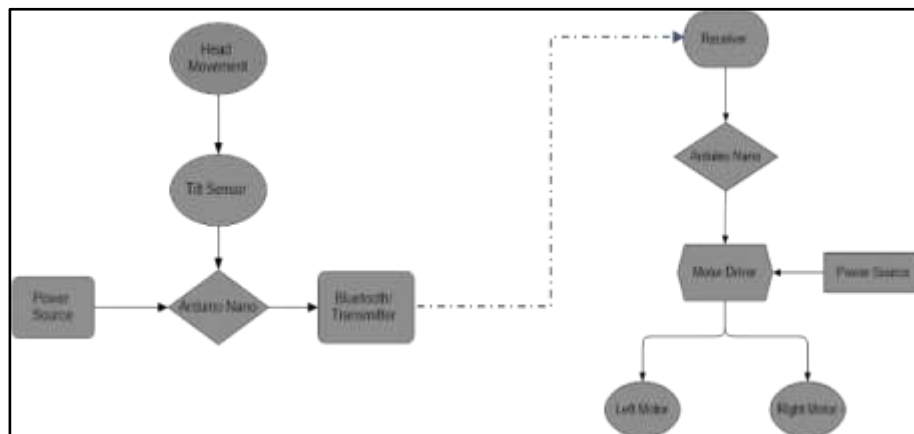 Head
Movement
Tilt Sensor
Power
Source
Arduino Nano
Bluetooth/
Transmitter
Receiver
Arduino Nano
Motor Driver
Power Source
Left Motor
Right Motor